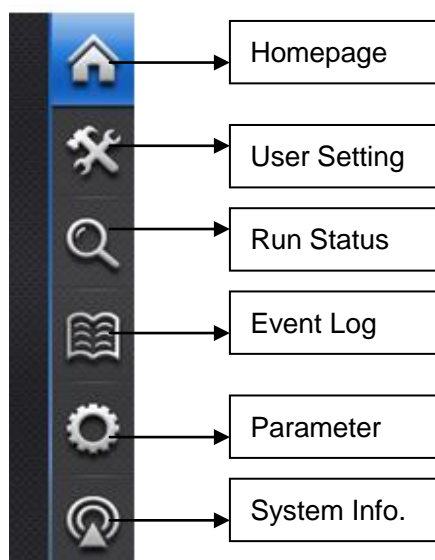 Homepage
User Setting
Run Status
Event Log
Parameter
System Info.